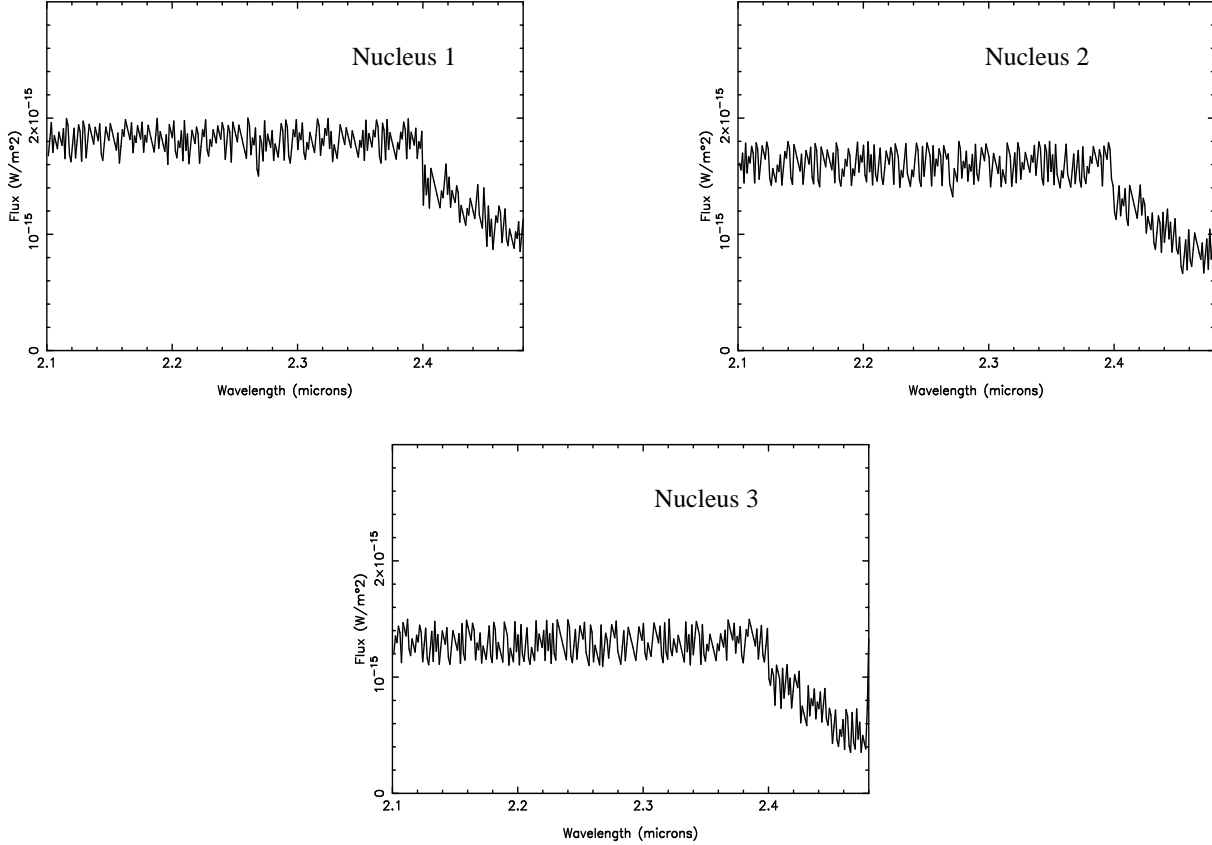 Nucleus 1
Flux (W/m^2)
0
10^-15
2×10^-15
2.1
2.2
2.3
2.4
Wavelength (microns)
Nucleus 2
Flux (W/m^2)
0
10^-15
2×10^-15
2.1
2.2
2.3
2.4
Wavelength (microns)
Nucleus 3
Flux (W/m^2)
0
10^-15
2×10^-15
2.1
2.2
2.3
2.4
Wavelength (microns)